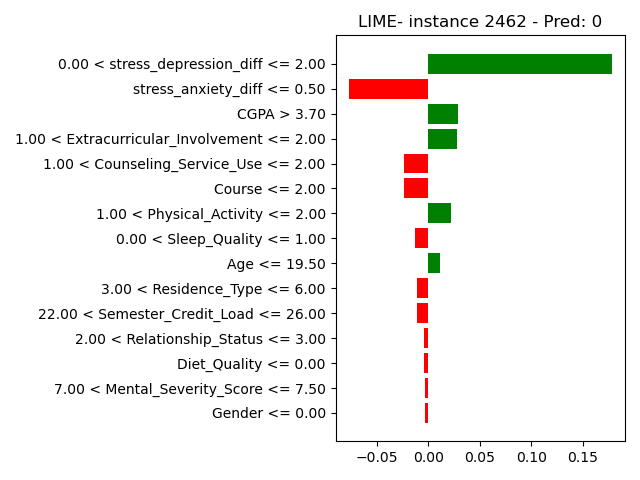 LIME- instance 2462 - Pred: 0
0.00 < stress_depression_diff <= 2.00
stress_anxiety_diff <= 0.50
CGPA > 3.70
1.00 < Extracurricular_Involvement <= 2.00
1.00 < Counseling_Service_Use <= 2.00
Course <= 2.00
1.00 < Physical_Activity <= 2.00
0.00 < Sleep_Quality <= 1.00
Age <= 19.50
3.00 < Residence_Type <= 6.00
22.00 < Semester_Credit_Load <= 26.00
2.00 < Relationship_Status <= 3.00
Diet_Quality <= 0.00
7.00 < Mental_Severity_Score <= 7.50
Gender <= 0.00
−0.05 0.00 0.05 0.10 0.15